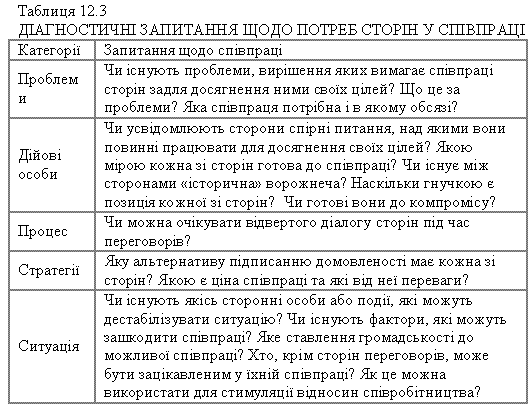 Таблиця 12.3
ДІАГНОСТИЧНІ ЗАПИТАННЯ ЩОДО ПОТРЕБ СТОРІН У СПІВПРАЦІ
Категорії Запитання щодо співпраці
Проблем
и
Чи існують проблеми, вирішення яких вимагає співпраці
сторін задля досягнення ними своїх цілей? Що це за
проблеми? Яка співпраця потрібна і в якому обсязі?
Дійові
особи
Чи усвідомлюють сторони спірні питання, над якими вони
повинні працювати для досягнення своїх цілей? Якою
мірою кожна зі сторін готова до співпраці? Чи існує між
сторонами «історична» ворожнеча? Наскільки гнучкою є
позиція кожної зі сторін? Чи готові вони до компромісу?
Процес
Чи можна очікувати відвертого діалогу сторін під час
переговорів?
Стратегії
Яку альтернативу підписанню домовленості має кожна зі
сторін? Якою є ціна співпраці та які від неї переваги?
Ситуація
Чи існують якісь сторонні особи або події, які можуть
дестабілізувати ситуацію? Чи існують фактори, які можуть
зашкодити співпраці? Яке ставлення громадськості до
можливої співпраці? Хто, крім сторін переговорів, може
бути зацікавленим у їхній співпраці? Як це можна
використати для стимуляції відносин співробітництва?